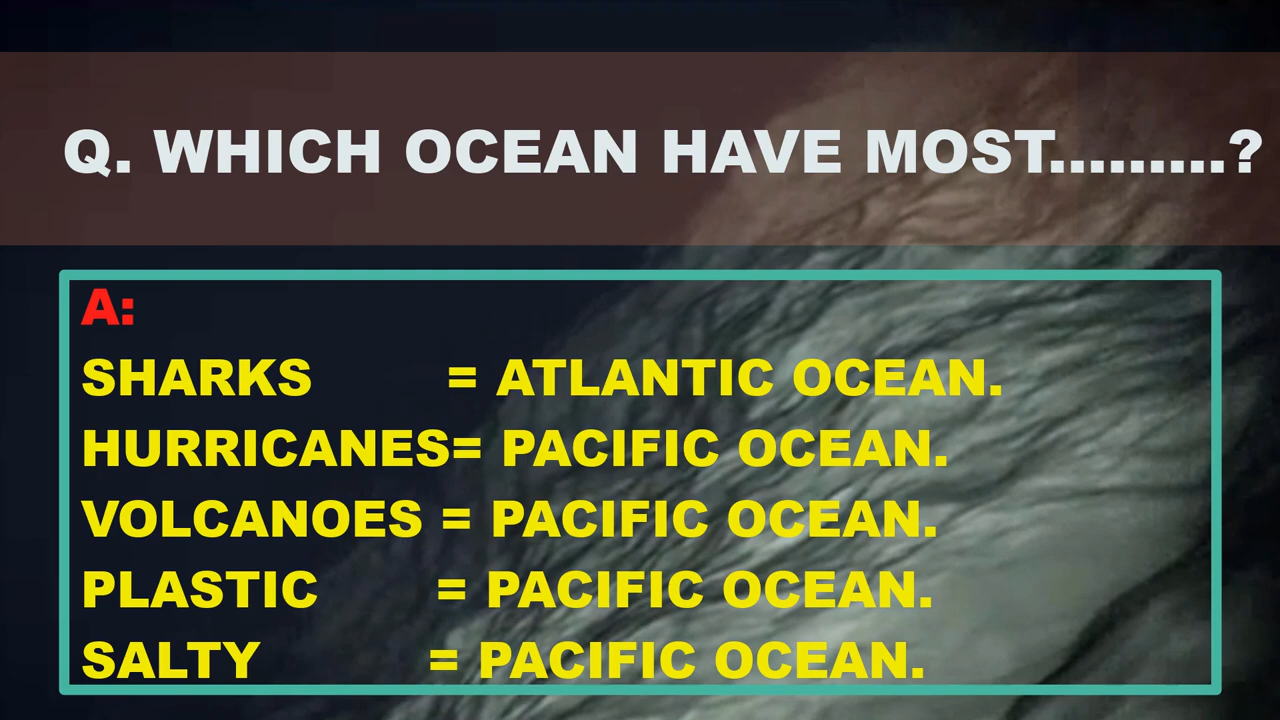 Q. WHICH OCEAN HAVE MOST.........?
A:
SHARKS = ATLANTIC OCEAN.
HURRICANES= PACIFIC OCEAN.
VOLCANOES = PACIFIC OCEAN.
PLASTIC = PACIFIC OCEAN.
SALTY = PACIFIC OCEAN.